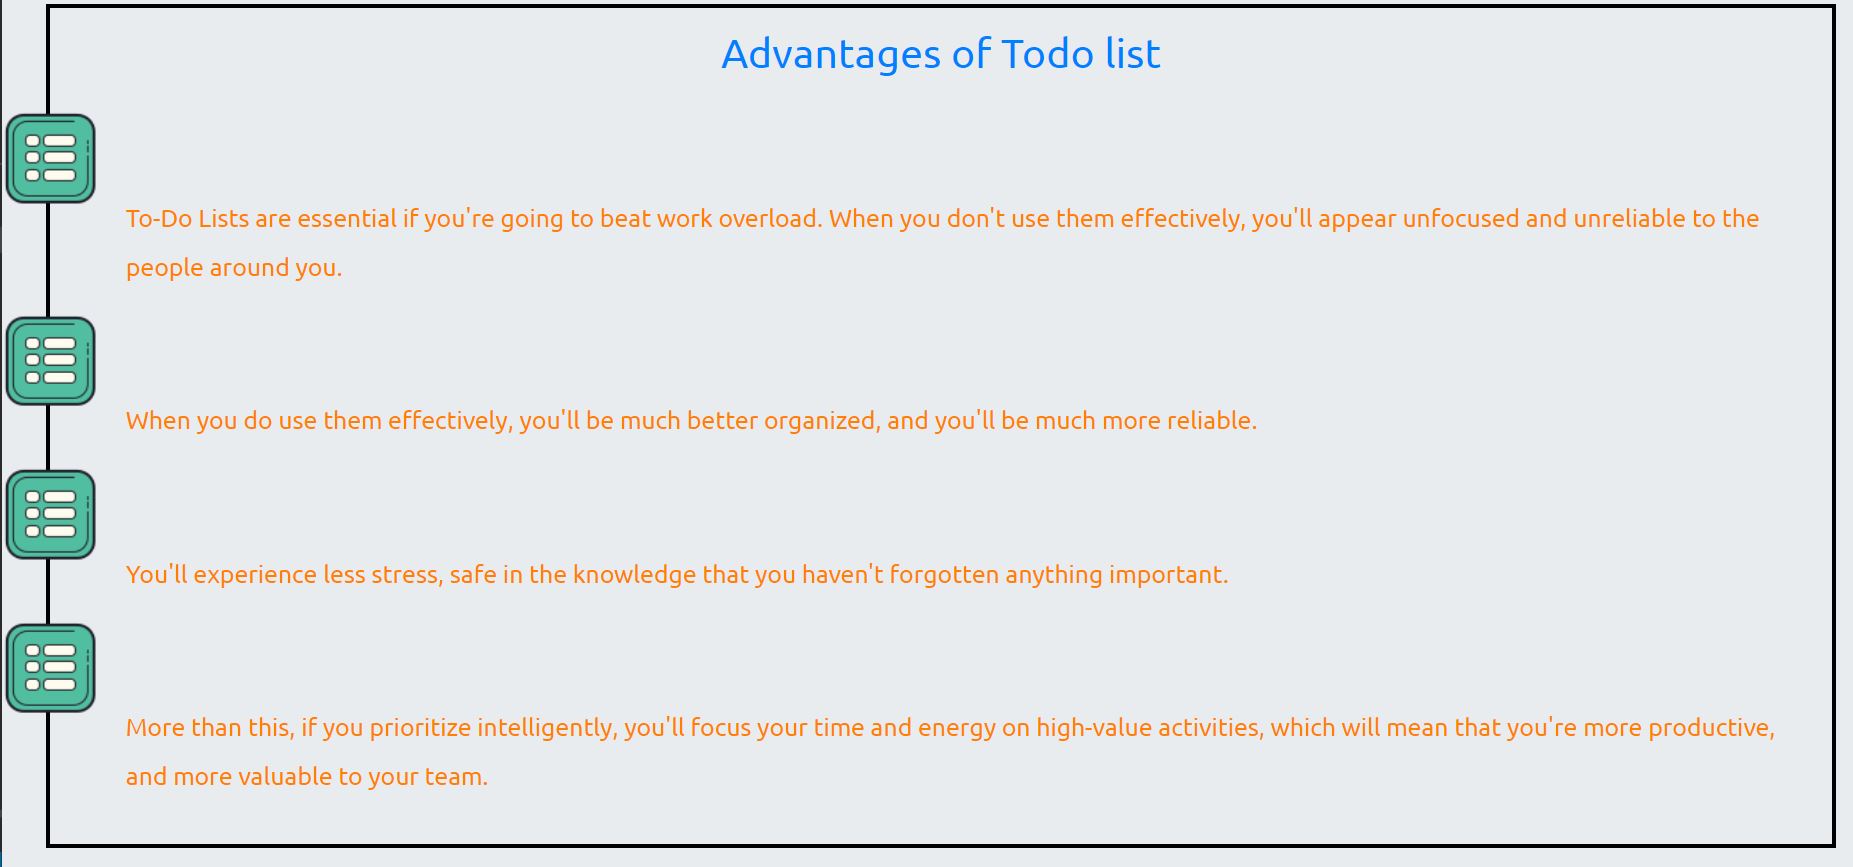 Advantages of Todo list
To-Do Lists are essential if you're going to beat work overload. When you don't use them effectively, you'll appear unfocused and unreliable to the
people around you.
When you do use them effectively, you'll be much better organized, and you'll be much more reliable.
You'll experience less stress, safe in the knowledge that you haven't forgotten anything important.
More than this, if you prioritize intelligently, you'll focus your time and energy on high-value activities, which will mean that you're more productive,
and more valuable to your team.